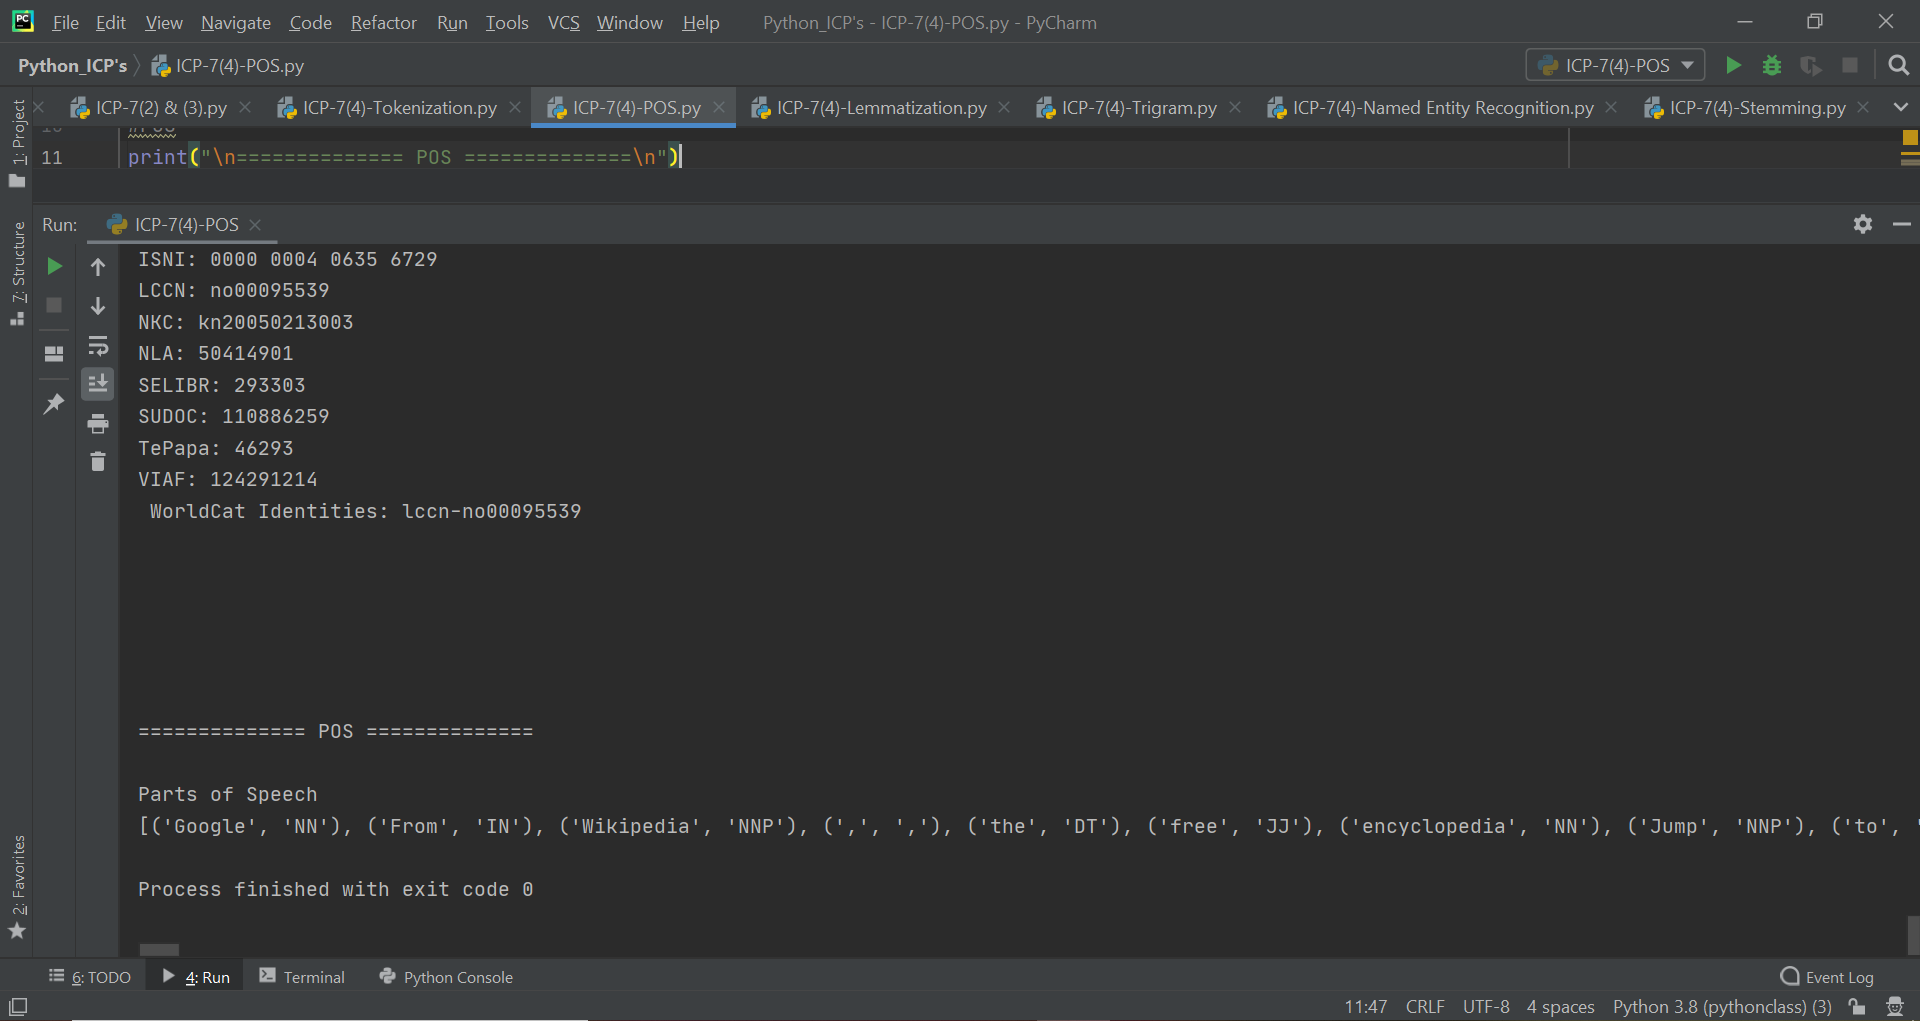 PC File Edit View Navigate Code Refactor Run Tools VCS Window Help Python_ICP's - ICP-7(4)-POS.py - PyCharm
Python_ICP's ICP-7(4)-POS.py ICP-7(4)-POS
ICP-7(2) & (3).py ICP-7(4)-Tokenization.py ICP-7(4)-POS.py ICP-7(4)-Lemmatization.py ICP-7(4)-Trigram.py ICP-7(4)-Named Entity Recognition.py ICP-7(4)-Stemming.py
1: Project
10 #POS
11 print("\n============== POS ==============\n")
Run: ICP-7(4)-POS
7: Structure
ISNI: 0000 0004 0635 6729
LCCN: no00095539
NKC: kn20050213003
NLA: 50414901
SELIBR: 293303
SUDOC: 110886259
TePapa: 46293
VIAF: 124291214
WorldCat Identities: lccn-no00095539
============== POS ==============
Parts of Speech
[('Google', 'NN'), ('From', 'IN'), ('Wikipedia', 'NNP'), (',', ','), ('the', 'DT'), ('free', 'JJ'), ('encyclopedia', 'NN'), ('Jump', 'NNP'), ('to', '
Process finished with exit code 0
2: Favorites
6: TODO 4: Run Terminal Python Console Event Log
11:47 CRLF UTF-8 4 spaces Python 3.8 (pythonclass) (3)